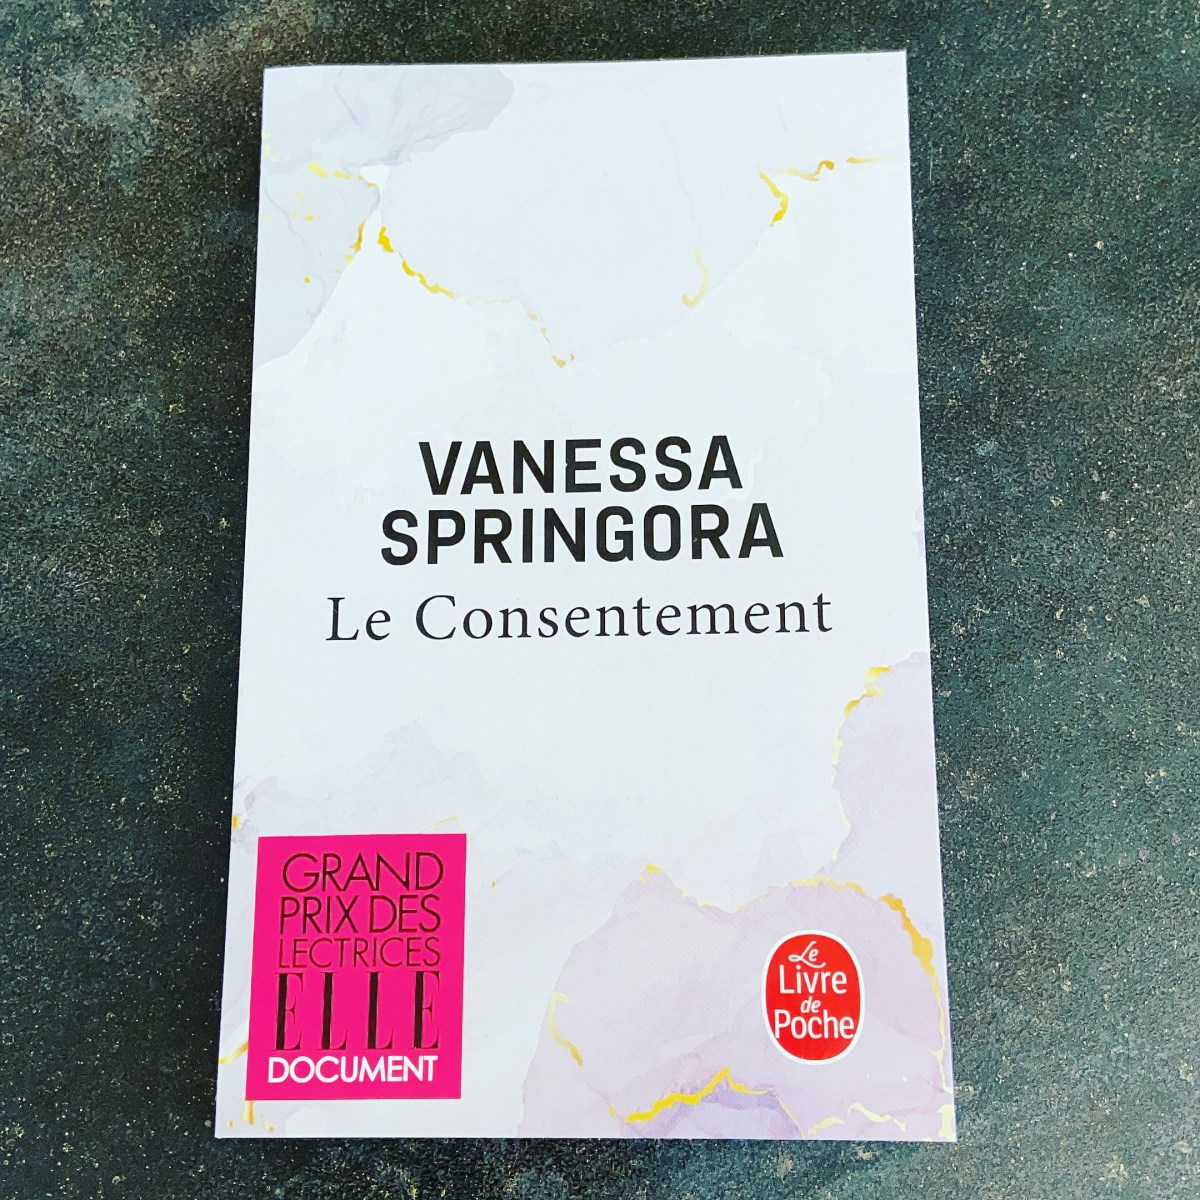 VANESSA
SPRINGORA
Le Consentement
GRAND
PRIX DES
LECTRICES
ELLE
DOCUMENT
Le
Livre
de
Poche